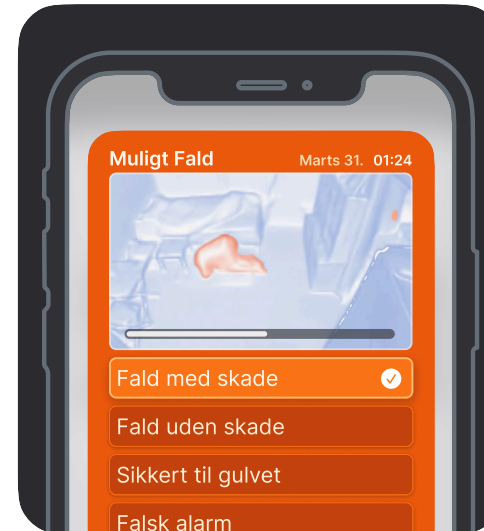 Muligt Fald Marts 31. 01:24
Fald med skade
Fald uden skade
Sikkert til gulvet
Falsk alarm